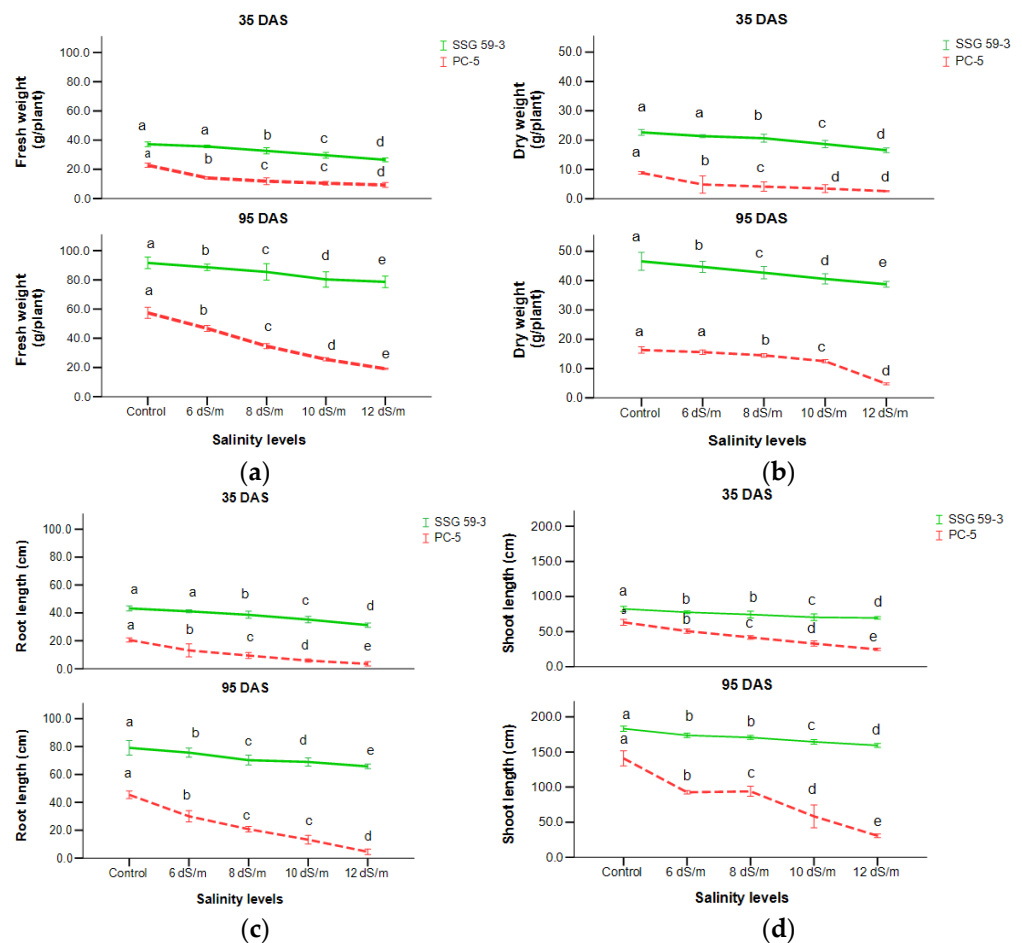 35 DAS
SSG 59-3
PC-5
Fresh weight
(g/plant)
100.0
80.0
60.0
40.0
20.0
0.0
a a b c d
a b c c d
95 DAS
Fresh weight
(g/plant)
100.0
80.0
60.0
40.0
20.0
0.0
a b c d e
a b c d e
Control 6 dS/m 8 dS/m 10 dS/m 12 dS/m
Salinity levels
(a)
35 DAS
SSG 59-3
PC-5
Dry weight
(g/plant)
50.0
40.0
30.0
20.0
10.0
0.0
a a b c d
a b c d d
95 DAS
Dry weight
(g/plant)
50.0
40.0
30.0
20.0
10.0
0.0
a b c d e
a a b c d
Control 6 dS/m 8 dS/m 10 dS/m 12 dS/m
Salinity levels
(b)
35 DAS
SSG 59-3
PC-5
Root length (cm)
100.0
80.0
60.0
40.0
20.0
0.0
a a b c d
a b c d e
95 DAS
Root length (cm)
100.0
80.0
60.0
40.0
20.0
0.0
a b c d e
a b c c d
Control 6 dS/m 8 dS/m 10 dS/m 12 dS/m
Salinity levels
(c)
35 DAS
SSG 59-3
PC-5
Shoot length (cm)
200.0
150.0
100.0
50.0
0.0
a b b c d
a b c d e
95 DAS
Shoot length (cm)
200.0
150.0
100.0
50.0
0.0
a b b c d
a b c d e
Control 6 dS/m 8 dS/m 10 dS/m 12 dS/m
Salinity levels
(d)